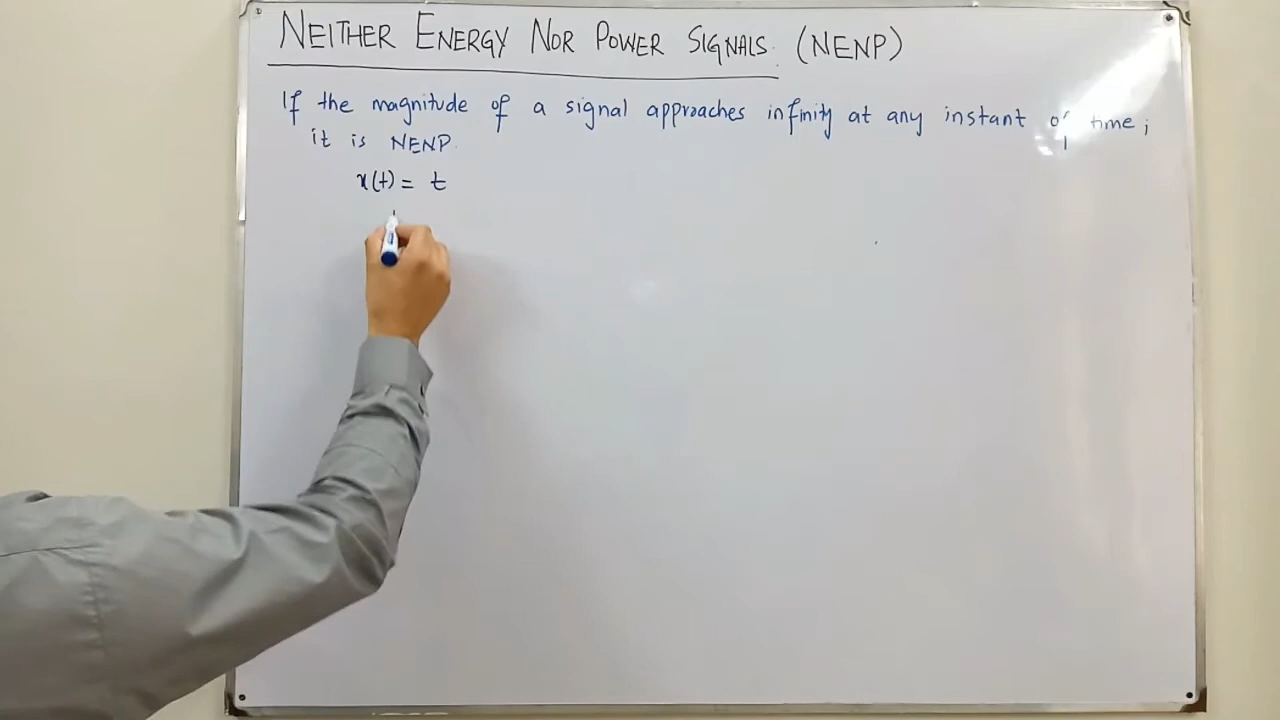 NEITHER ENERGY NOR POWER SIGNALS. (NENP)
If the magnitude of a signal approaches infinity at any instant of time;
it is NENP.
x(t) = t